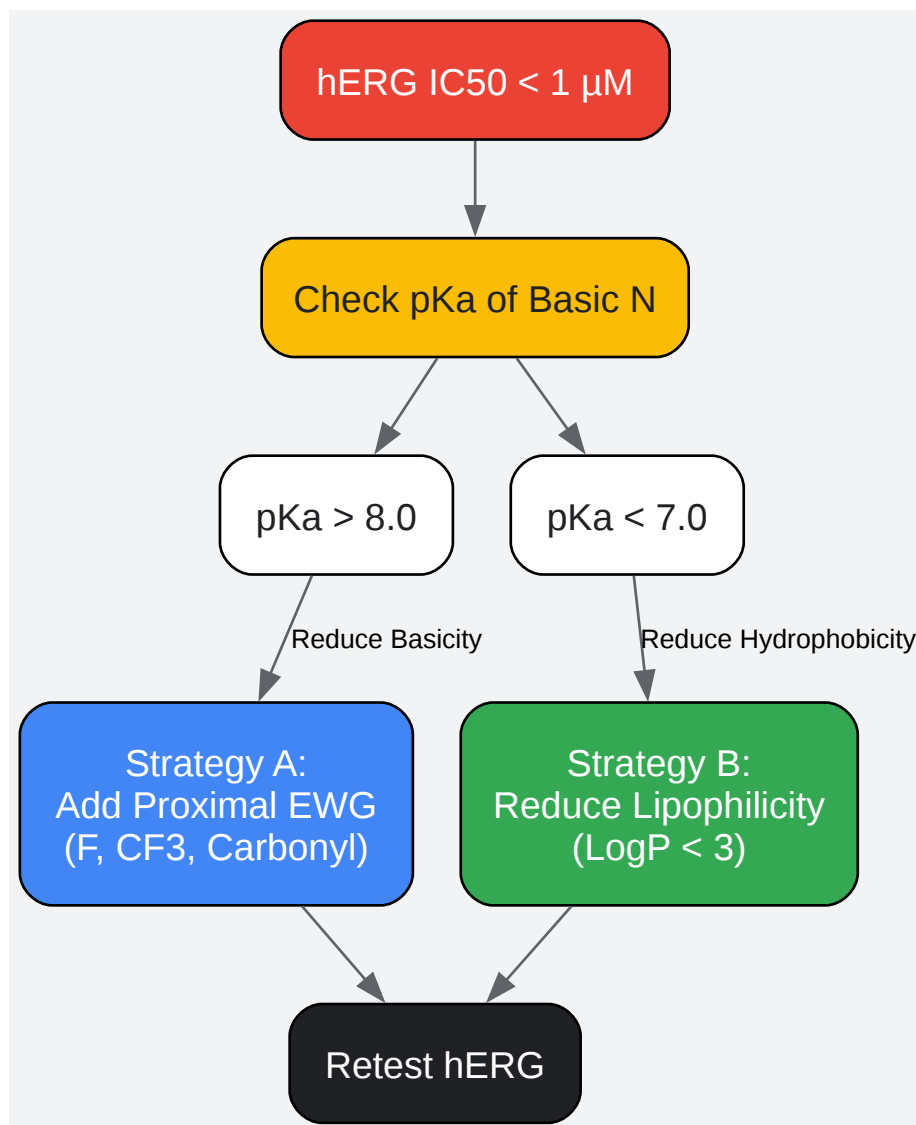 hERG IC50 < 1 µM
Check pKa of Basic N
pKa > 8.0
pKa < 7.0
Reduce Basicity
Reduce Hydrophobicity
Strategy A:
Add Proximal EWG
(F, CF3, Carbonyl)
Strategy B:
Reduce Lipophilicity
(LogP < 3)
Retest hERG